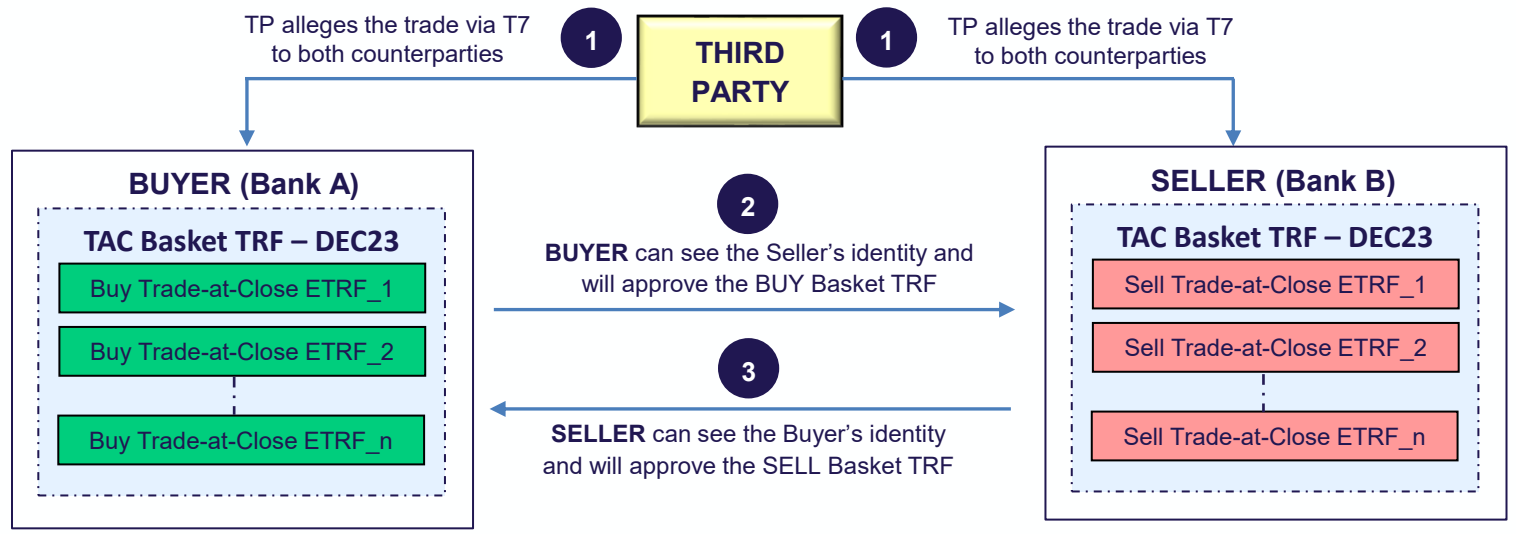 TP alleges the trade via T7
to both counterparties
1
THIRD
PARTY
1
TP alleges the trade via T7
to both counterparties
BUYER (Bank A)
TAC Basket TRF – DEC23
Buy Trade-at-Close ETRF_1
Buy Trade-at-Close ETRF_2
Buy Trade-at-Close ETRF_n
2
BUYER can see the Seller’s identity and
will approve the BUY Basket TRF
3
SELLER can see the Buyer’s identity
and will approve the SELL Basket TRF
SELLER (Bank B)
TAC Basket TRF – DEC23
Sell Trade-at-Close ETRF_1
Sell Trade-at-Close ETRF_2
Sell Trade-at-Close ETRF_n